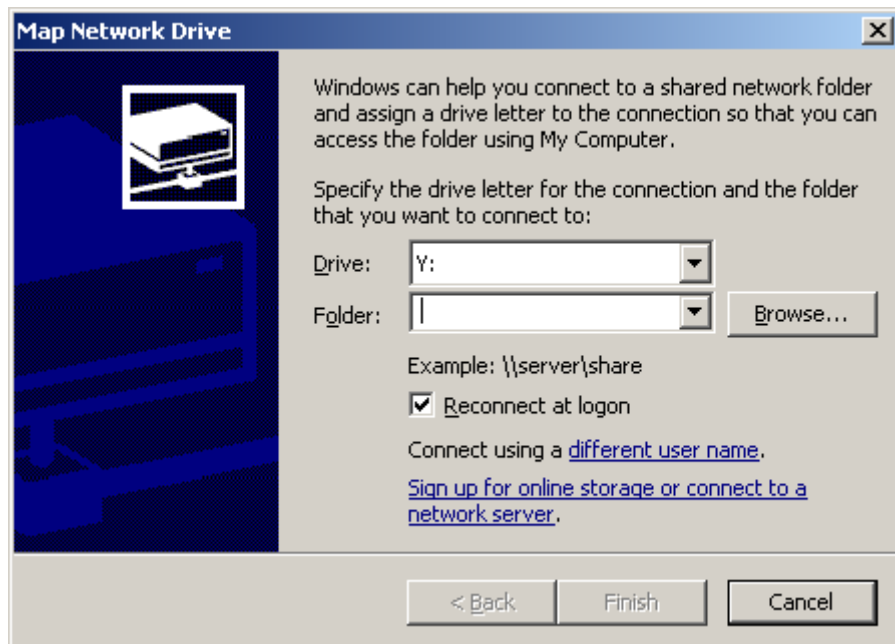 Map Network Drive
Windows can help you connect to a shared network folder
and assign a drive letter to the connection so that you can
access the folder using My Computer.
Specify the drive letter for the connection and the folder
that you want to connect to:
Drive: Y:
Folder: Browse...
Example: \\server\share
Reconnect at logon
Connect using a different user name.
Sign up for online storage or connect to a
network server.
< Back Finish Cancel